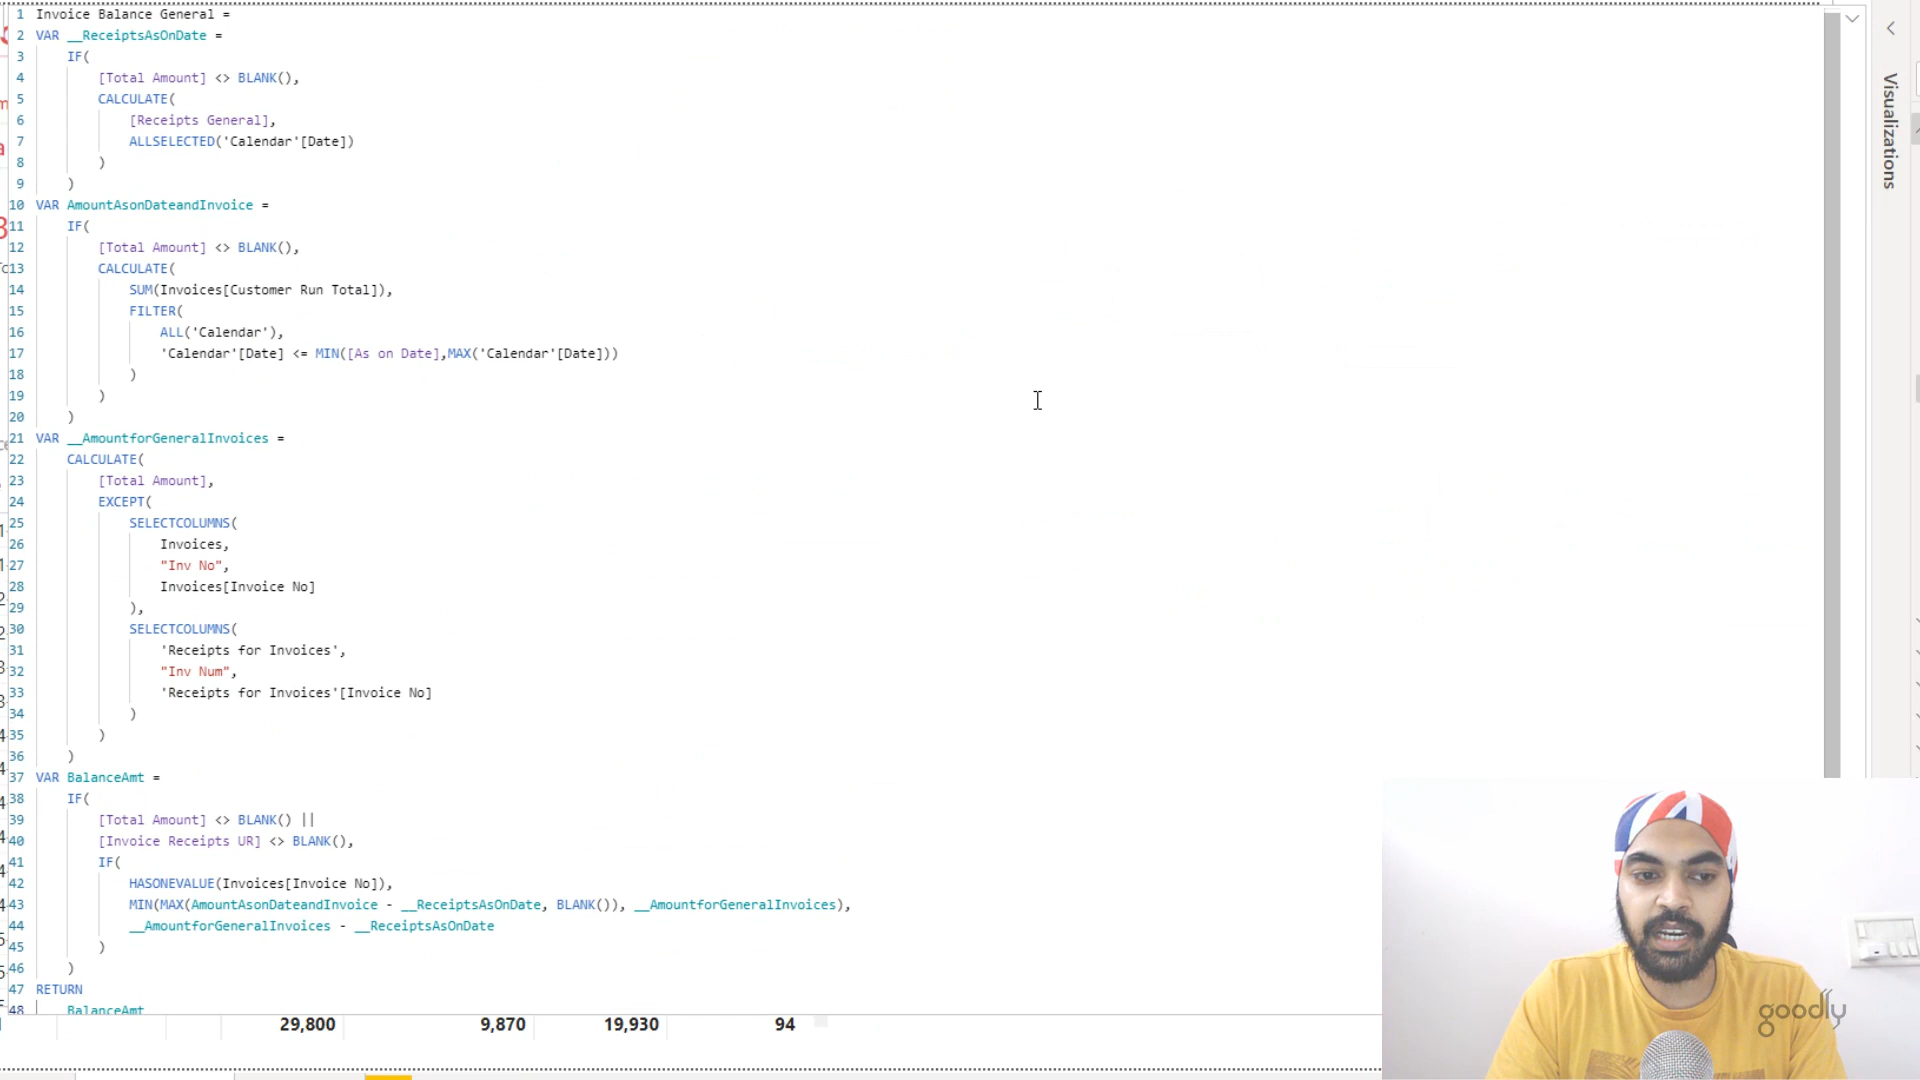 1 Invoice Balance General =
2 VAR __ReceiptsAsOnDate =
3 IF(
4 [Total Amount] <> BLANK(),
5 CALCULATE(
6 [Receipts General],
7 ALLSELECTED('Calendar'[Date])
8 )
9 )
10 VAR AmountAsonDateandInvoice =
11 IF(
12 [Total Amount] <> BLANK(),
13 CALCULATE(
14 SUM(Invoices[Customer Run Total]),
15 FILTER(
16 ALL('Calendar'),
17 'Calendar'[Date] <= MIN([As on Date],MAX('Calendar'[Date]))
18 )
19 )
20 )
21 VAR __AmountforGeneralInvoices =
22 CALCULATE(
23 [Total Amount],
24 EXCEPT(
25 SELECTCOLUMNS(
26 Invoices,
27 "Inv No",
28 Invoices[Invoice No]
29 ),
30 SELECTCOLUMNS(
31 'Receipts for Invoices',
32 "Inv Num",
33 'Receipts for Invoices'[Invoice No]
34 )
35 )
36 )
37 VAR BalanceAmt =
38 IF(
39 [Total Amount] <> BLANK() ||
40 [Invoice Receipts UR] <> BLANK(),
41 IF(
42 HASONEVALUE(Invoices[Invoice No]),
43 MIN(MAX(AmountAsonDateandInvoice - __ReceiptsAsOnDate, BLANK()), __AmountforGeneralInvoices),
44 __AmountforGeneralInvoices - __ReceiptsAsOnDate
45 )
46 )
47 RETURN
48 BalanceAmt
29,800 9,870 19,930 94
Visualizations
goodly